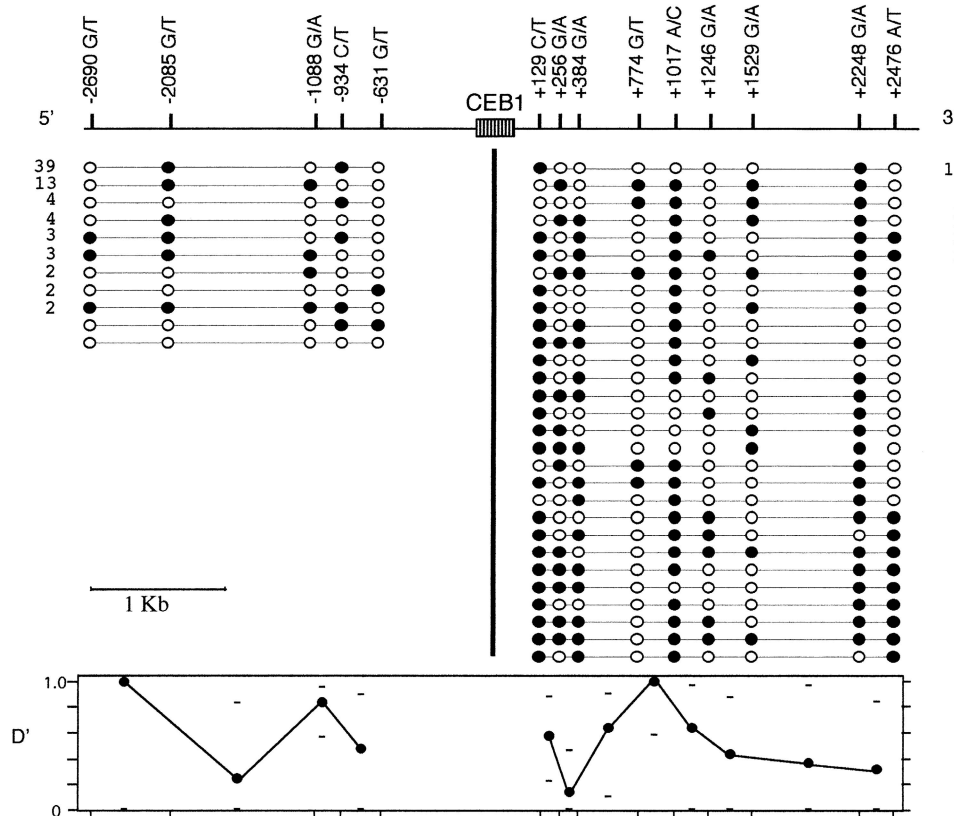 -2690 G/T
-2085 G/T
-1088 G/A
-934 C/T
-631 G/T
CEB1
+129 C/T
+256 G/A
+384 G/A
+774 G/T
+1017 A/C
+1246 G/A
+1529 G/A
+2248 G/A
+2476 A/T
5' 3
39 1
13
4
4
3
3
2
2
2
1 Kb
1.0
D'
0